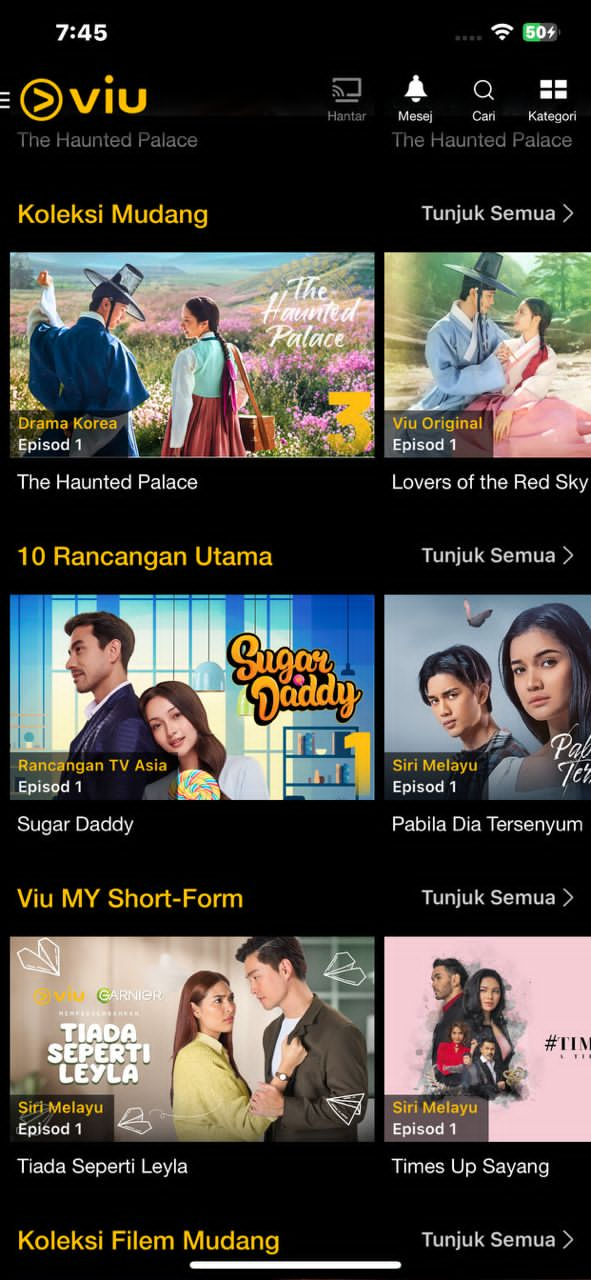 7:45
50
viu
Hantar
Mesej
Cari
Kategori
The Haunted Palace
The Haunted Palace
Koleksi Mudang
Tunjuk Semua
The
Haunted
Palace
3
Drama Korea
Episod 1
The Haunted Palace
Viu Original
Episod 1
Lovers of the Red Sky
10 Rancangan Utama
Tunjuk Semua
Sugar
Daddy
1
Rancangan TV Asia
Episod 1
Sugar Daddy
Siri Melayu
Episod 1
Pabila Dia Tersenyum
Viu MY Short-Form
Tunjuk Semua
viu GARNIER
MEMPERSEMBAHKAN
TIADA
SEPERTI
LEYLA
Siri Melayu
Episod 1
Tiada Seperti Leyla
#TIM
Siri Melayu
Episod 1
Times Up Sayang
Koleksi Filem Mudang
Tunjuk Semua